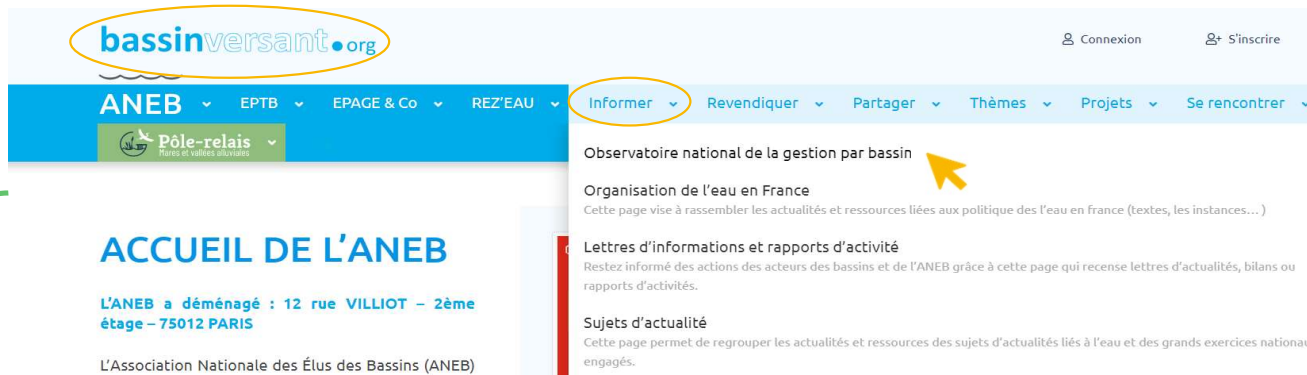 bassinversant.org
Connexion
S'inscrire
ANEB
EPTB
EPAGE & Co
REZ'EAU
Informer
Revendiquer
Partager
Thèmes
Projets
Se rencontrer
Pôle-relais
Mares et vallées alluviales
Observatoire national de la gestion par bassin
Organisation de l'eau en France
Cette page vise à rassembler les actualités et ressources liées aux politique des l'eau en france (textes, les instances… )
Lettres d'informations et rapports d'activité
Restez informé des actions des acteurs des bassins et de l'ANEB grâce à cette page qui recense lettres d'actualités, bilans ou
rapports d'activités.
Sujets d'actualité
Cette page permet de regrouper les actualités et ressources des sujets d'actualités liés à l'eau et des grands exercices nationau
engagés.
ACCUEIL DE L'ANEB
L'ANEB a déménagé : 12 rue VILLIOT – 2ème
étage – 75012 PARIS
L'Association Nationale des Élus des Bassins (ANEB)